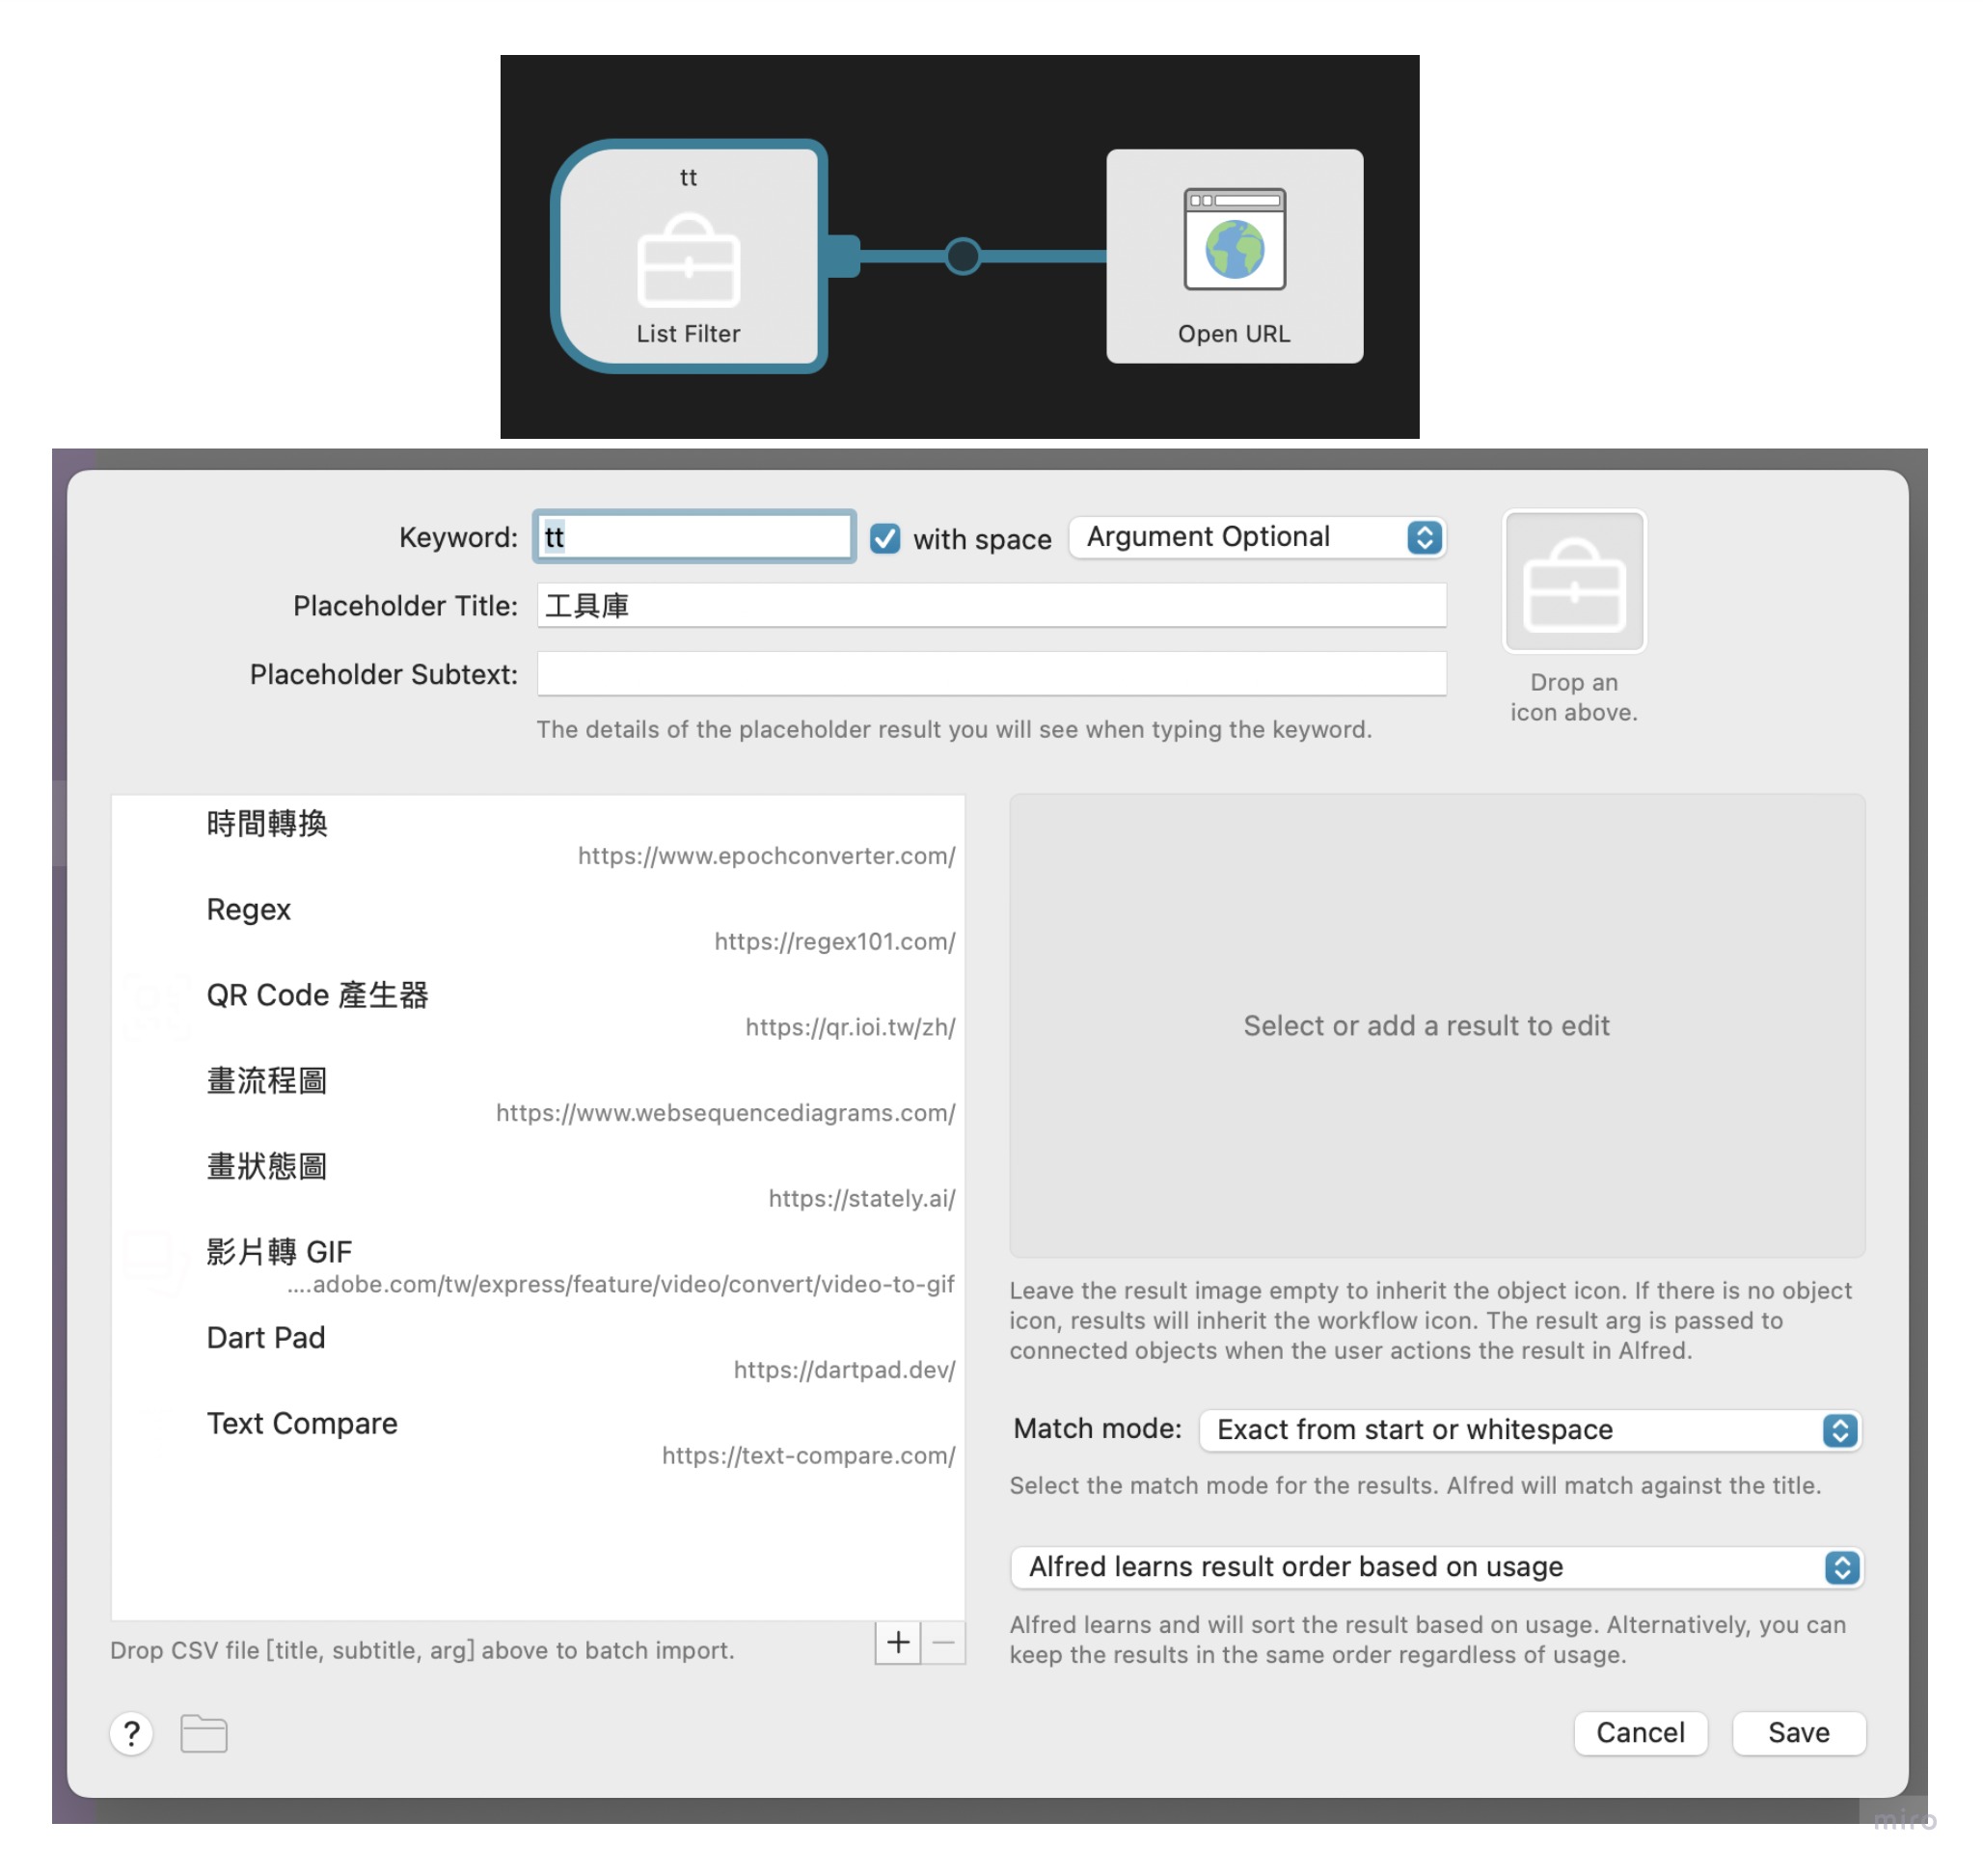 tt
List Filter
Open URL
Keyword: tt with space Argument Optional
Placeholder Title: 工具庫
Placeholder Subtext:
Drop an
icon above.
The details of the placeholder result you will see when typing the keyword.
時間轉換
https://www.epochconverter.com/
Regex
https://regex101.com/
QR Code 產生器
https://qr.ioi.tw/zh/
畫流程圖
https://www.websequencediagrams.com/
畫狀態圖
https://stately.ai/
影片轉 GIF
....adobe.com/tw/express/feature/video/convert/video-to-gif
Dart Pad
https://dartpad.dev/
Text Compare
https://text-compare.com/
Drop CSV file [title, subtitle, arg] above to batch import.
+ −
Select or add a result to edit
Leave the result image empty to inherit the object icon. If there is no object
icon, results will inherit the workflow icon. The result arg is passed to
connected objects when the user actions the result in Alfred.
Match mode: Exact from start or whitespace
Select the match mode for the results. Alfred will match against the title.
Alfred learns result order based on usage
Alfred learns and will sort the result based on usage. Alternatively, you can
keep the results in the same order regardless of usage.
?
Cancel Save
miro